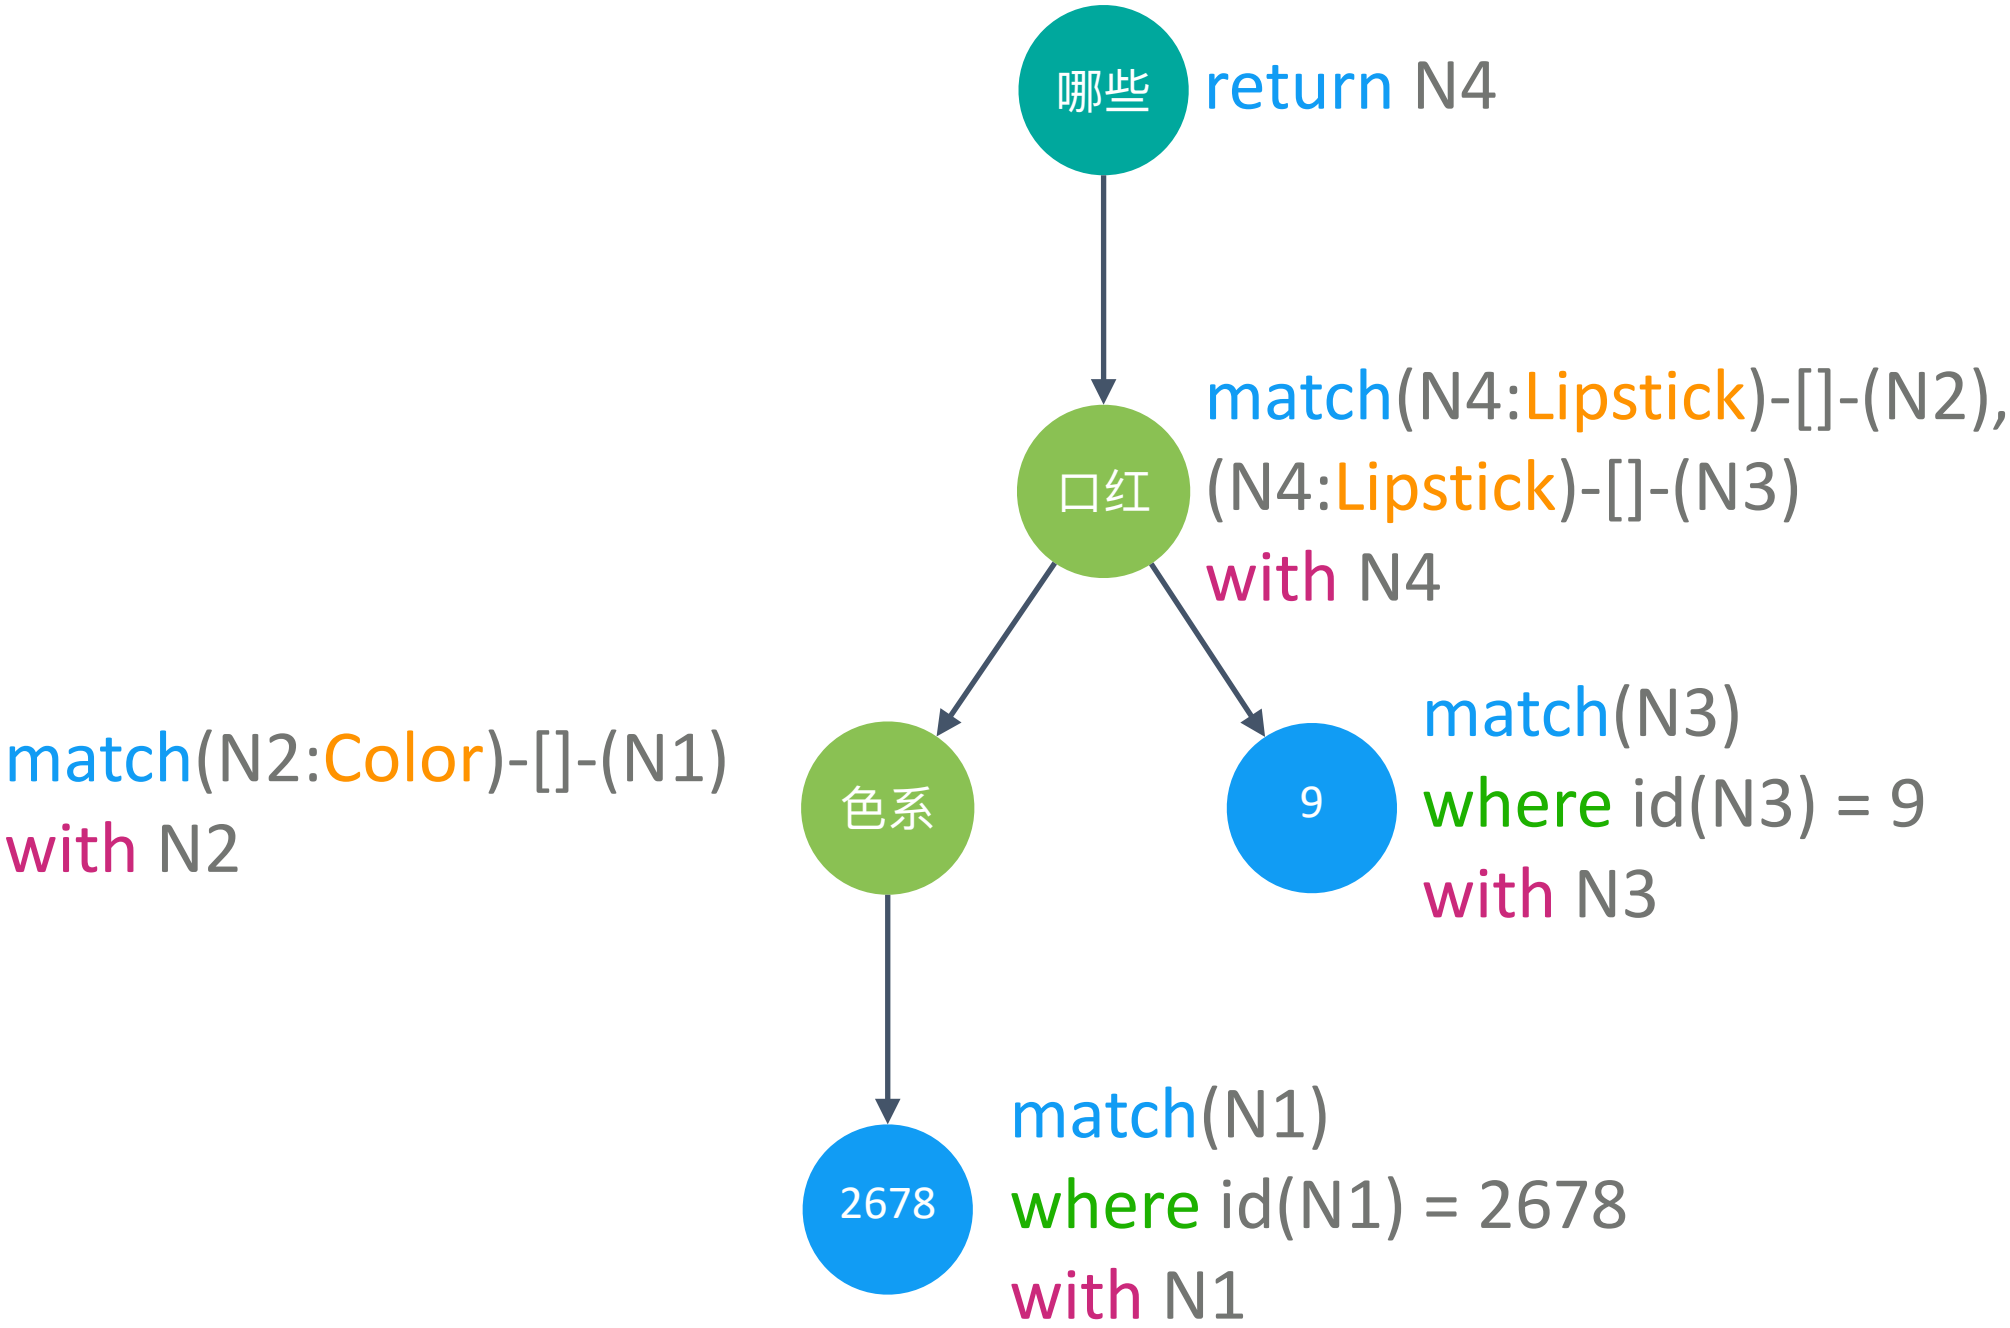 哪些
return N4
口红
match(N4:Lipstick)-[]-(N2),
(N4:Lipstick)-[]-(N3)
with N4
match(N2:Color)-[]-(N1)
with N2
色系
9
match(N3)
where id(N3) = 9
with N3
2678
match(N1)
where id(N1) = 2678
with N1